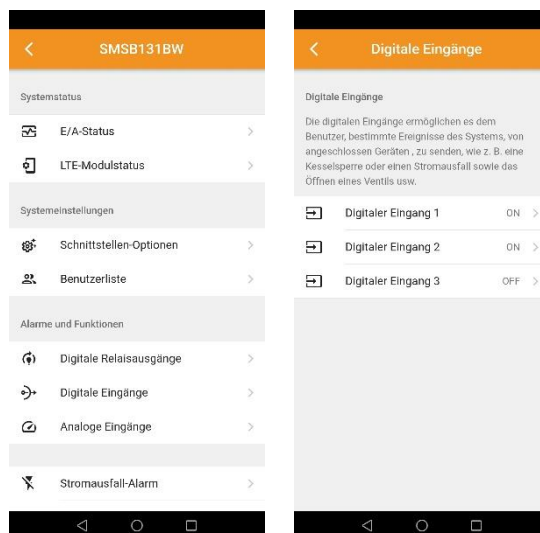 SMSB131BW
Systemstatus
E/A-Status
LTE-Modulstatus
Systemeinstellungen
Schnittstellen-Optionen
Benutzerliste
Alarme und Funktionen
Digitale Relaisausgänge
Digitale Eingänge
Analoge Eingänge
Stromausfall-Alarm
Digitale Eingänge
Digitale Eingänge
Die digitalen Eingänge ermöglichen es dem
Benutzer, bestimmte Ereignisse des Systems, von
angeschlossen Geräten , zu senden, wie z. B. eine
Kesselsperre oder einen Stromausfall sowie das
Öffnen eines Ventils usw.
Digitaler Eingang 1 ON
Digitaler Eingang 2 ON
Digitaler Eingang 3 OFF